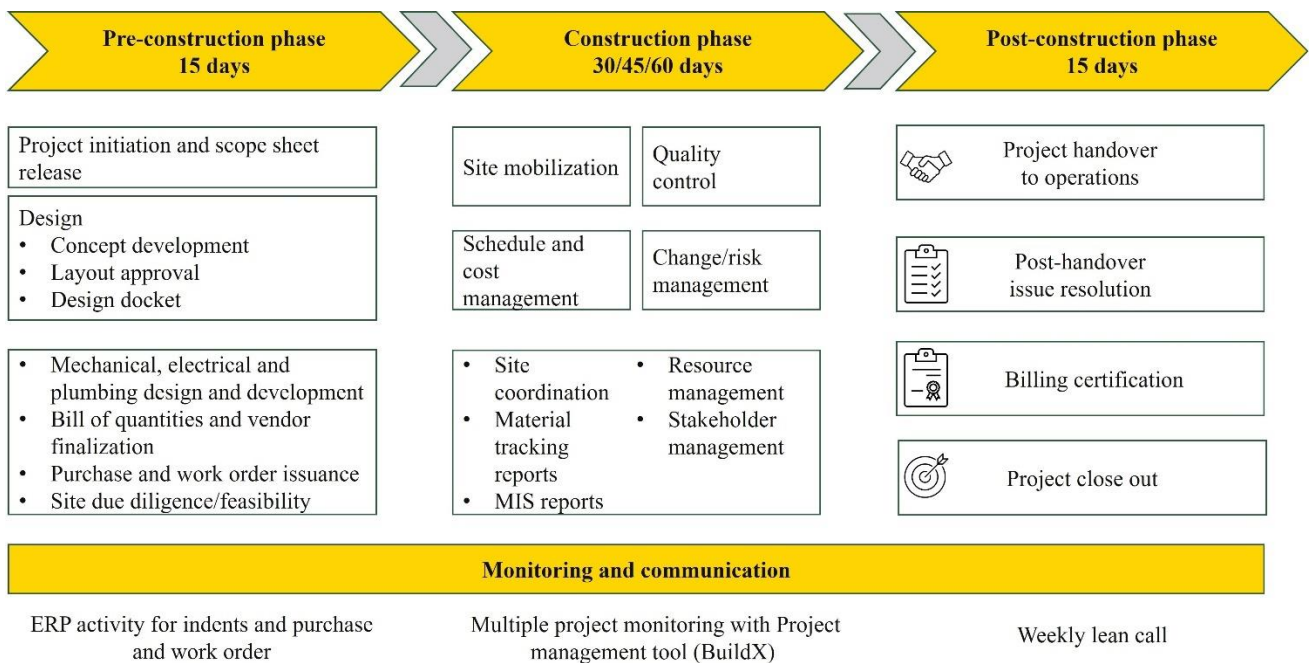 Pre-construction phase
15 days
Construction phase
30/45/60 days
Post-construction phase
15 days
Project initiation and scope sheet
release
Design
• Concept development
• Layout approval
• Design docket
• Mechanical, electrical and
plumbing design and development
• Bill of quantities and vendor
finalization
• Purchase and work order issuance
• Site due diligence/feasibility
Site mobilization
Quality
control
Schedule and
cost
management
Change/risk
management
• Site
coordination
• Material
tracking
reports
• MIS reports
• Resource
management
• Stakeholder
management
Project handover
to operations
Post-handover
issue resolution
Billing certification
Project close out
Monitoring and communication
ERP activity for indents and purchase
and work order
Multiple project monitoring with Project
management tool (BuildX)
Weekly lean call